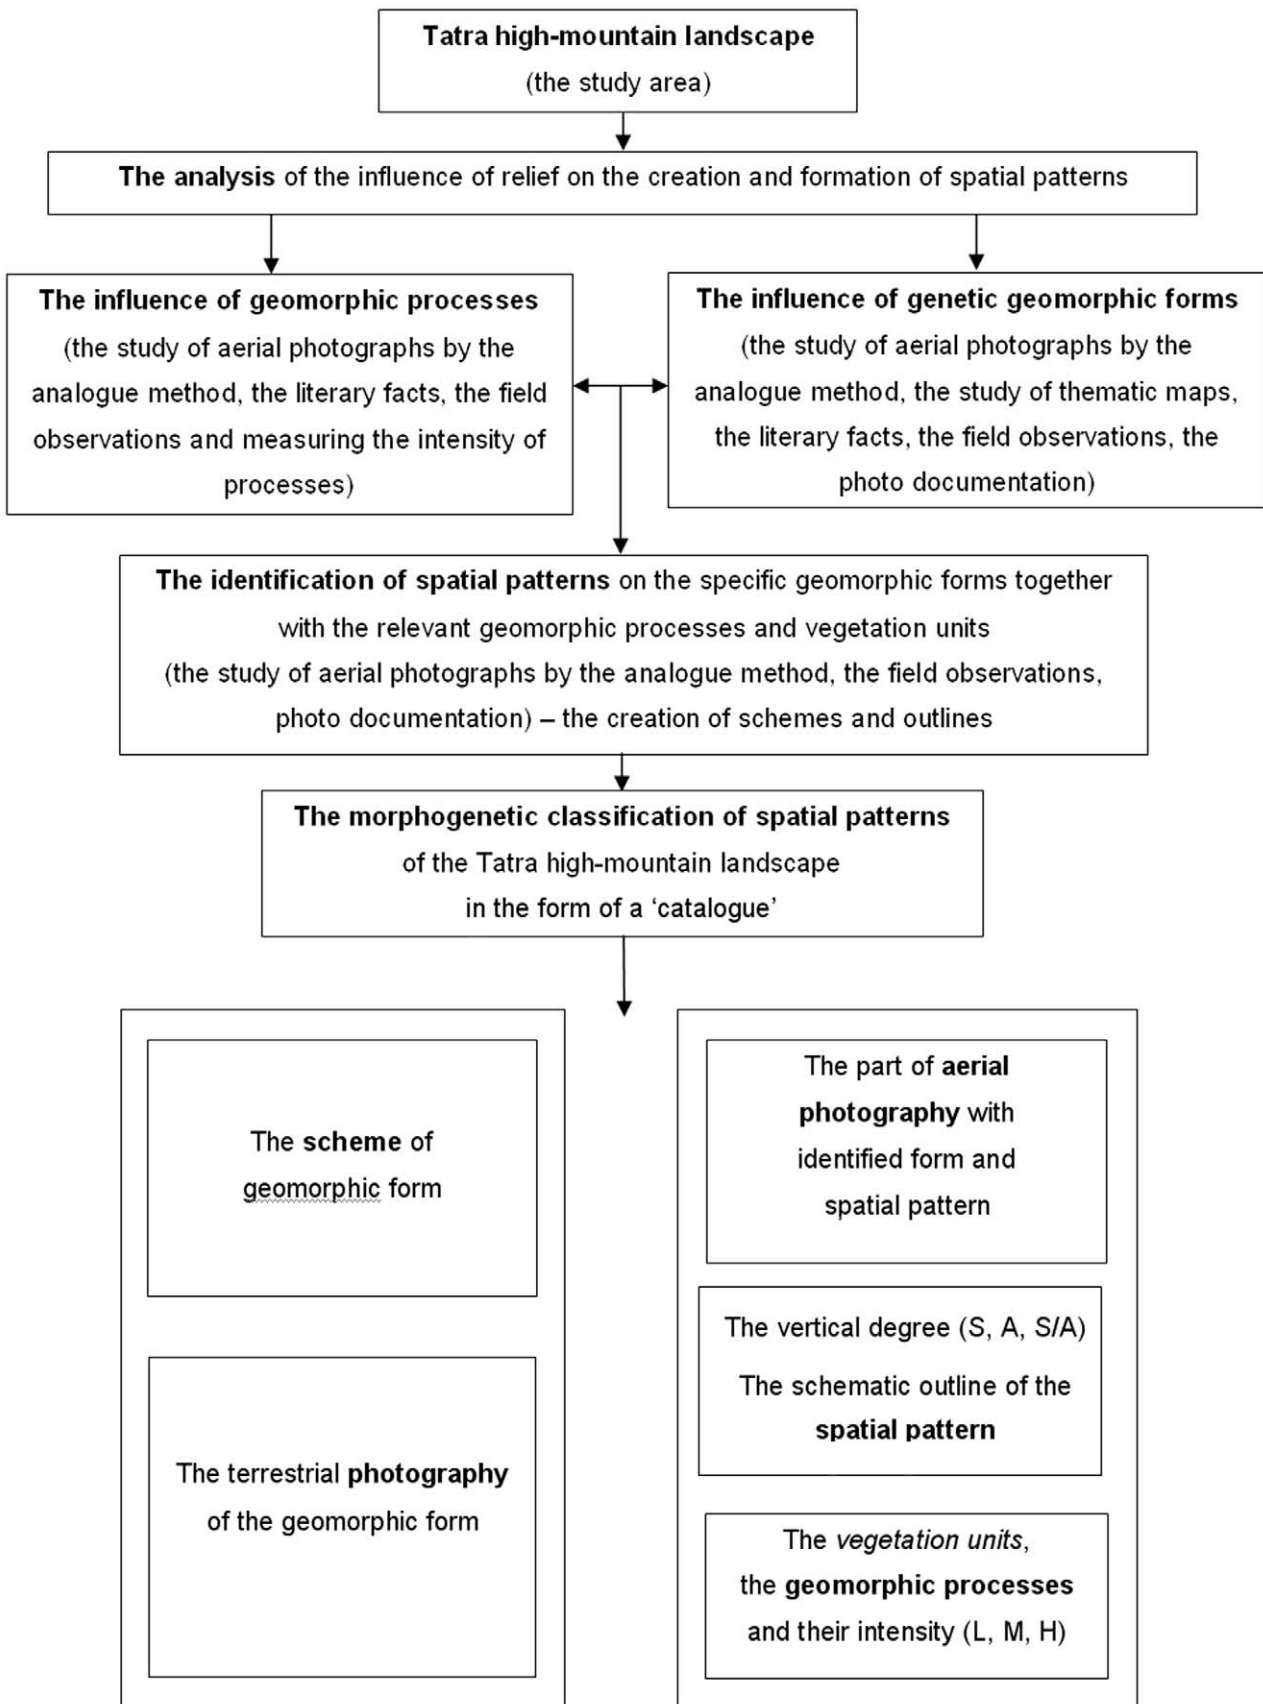 Tatra high-mountain landscape
(the study area)
The analysis of the influence of relief on the creation and formation of spatial patterns
The influence of geomorphic processes
(the study of aerial photographs by the
analogue method, the literary facts, the field
observations and measuring the intensity of
processes)
The influence of genetic geomorphic forms
(the study of aerial photographs by the
analogue method, the study of thematic maps,
the literary facts, the field observations, the
photo documentation)
The identification of spatial patterns on the specific geomorphic forms together
with the relevant geomorphic processes and vegetation units
(the study of aerial photographs by the analogue method, the field observations,
photo documentation) – the creation of schemes and outlines
The morphogenetic classification of spatial patterns
of the Tatra high-mountain landscape
in the form of a ‘catalogue’
The scheme of
geomorphic form
The terrestrial photography
of the geomorphic form
The part of aerial
photography with
identified form and
spatial pattern
The vertical degree (S, A, S/A)
The schematic outline of the
spatial pattern
The vegetation units,
the geomorphic processes
and their intensity (L, M, H)